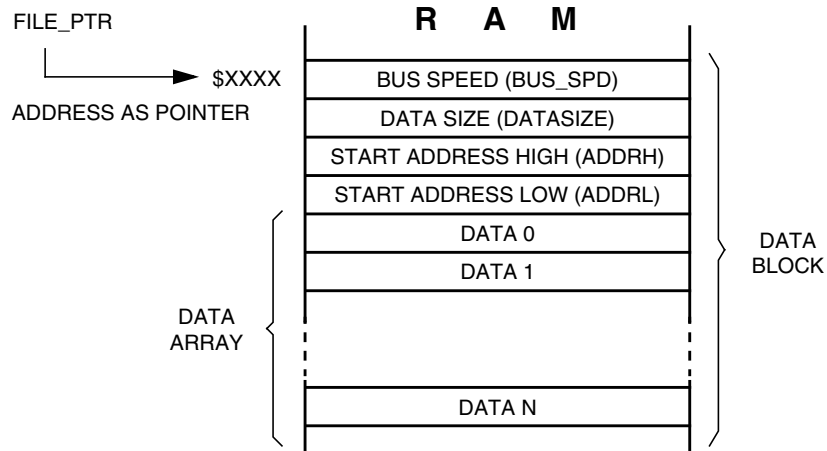 FILE_PTR
R A M
$XXXX
ADDRESS AS POINTER
BUS SPEED (BUS_SPD)
DATA SIZE (DATASIZE)
START ADDRESS HIGH (ADDRH)
START ADDRESS LOW (ADDRL)
DATA 0
DATA 1
DATA N
DATA
ARRAY
DATA
BLOCK